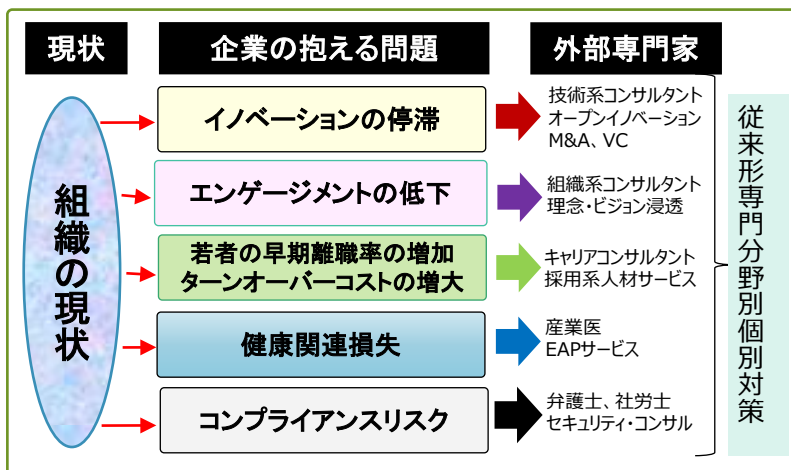 現状
企業の抱える問題
外部専門家
組織の現状
イノベーションの停滞
技術系コンサルタント
オープンイノベーション
M&A、VC
エンゲージメントの低下
組織系コンサルタント
理念・ビジョン浸透
若者の早期離職率の増加
ターンオーバーコストの増大
キャリアコンサルタント
採用系人材サービス
健康関連損失
産業医
EAPサービス
コンプライアンスリスク
弁護士、社労士
セキュリティ・コンサル
従来形専門分野別個別対策